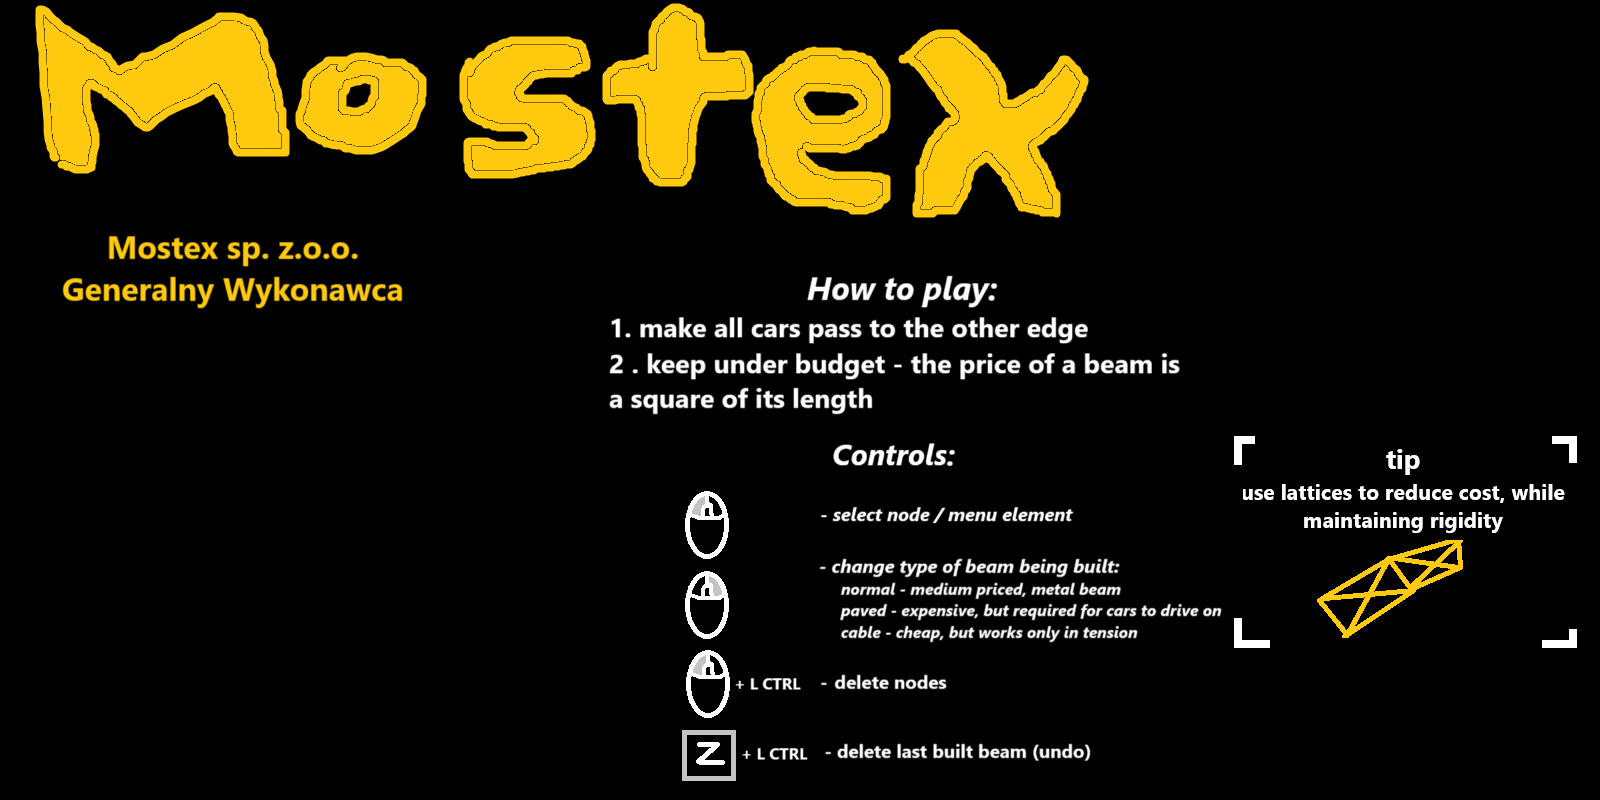 Mostex
Mostex sp. z.o.o.
Generalny Wykonawca
How to play:
1. make all cars pass to the other edge
2 . keep under budget - the price of a beam is
a square of its length
Controls:
- select node / menu element
- change type of beam being built:
normal - medium priced, metal beam
paved - expensive, but required for cars to drive on
cable - cheap, but works only in tension
+ L CTRL - delete nodes
Z + L CTRL - delete last built beam (undo)
tip
use lattices to reduce cost, while
maintaining rigidity